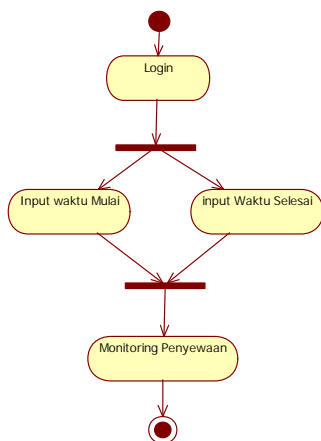 Login
Input waktu Mulai
input Waktu Selesai
Monitoring Penyewaan